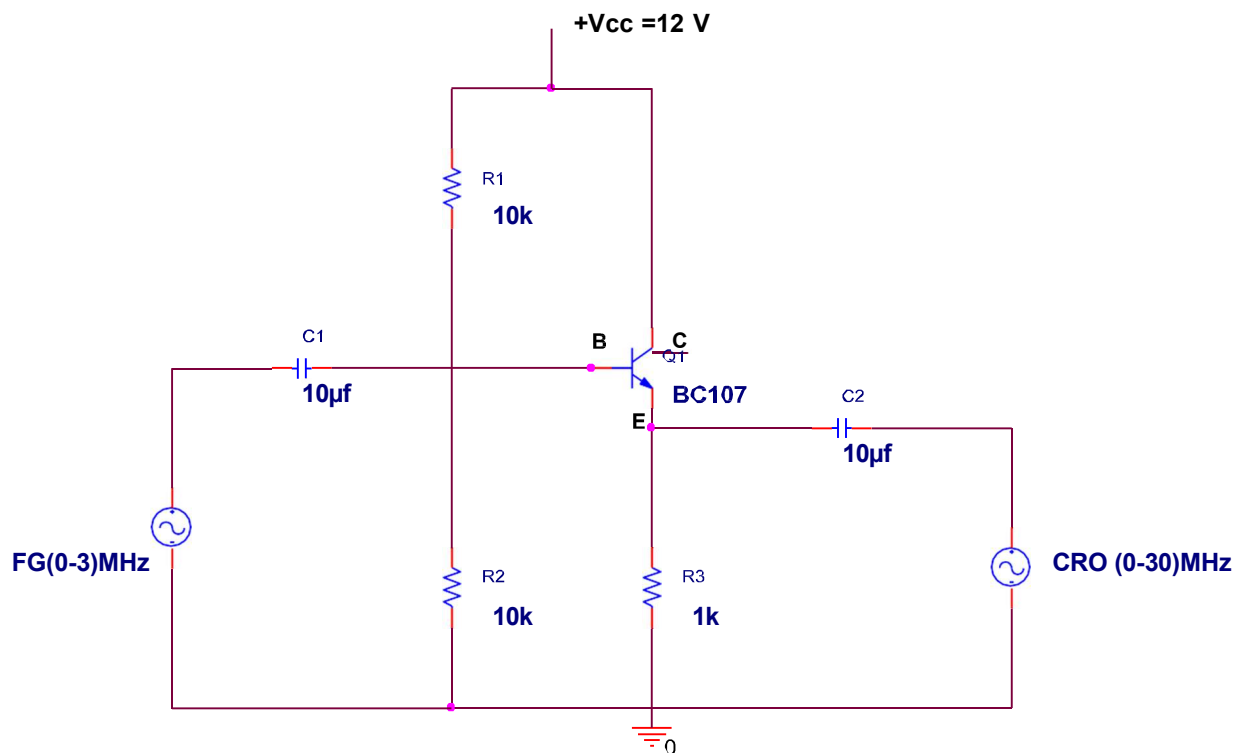 +Vcc =12 V
R1
10k
C1
10µf
B
C
Q1
BC107
E
C2
10µf
FG(0-3)MHz
R2
10k
R3
1k
CRO (0-30)MHz
0